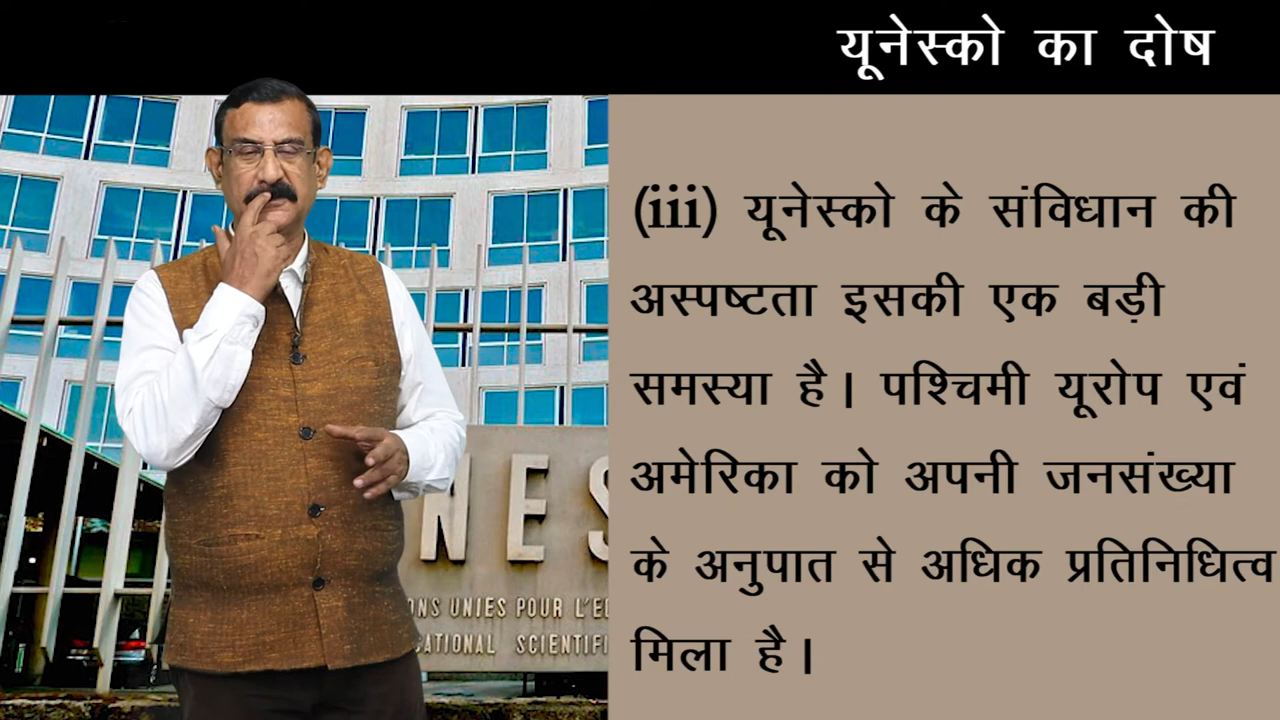 यूनेस्को का दोष
(iii) यूनेस्को के संविधान की
अस्पष्टता इसकी एक बड़ी
समस्या है। पश्चिमी यूरोप एवं
अमेरिका को अपनी जनसंख्या
के अनुपात से अधिक प्रतिनिधित्व
मिला है।
NES
ONS UNIES POUR L'E
CATIONAL SCIENTIFI